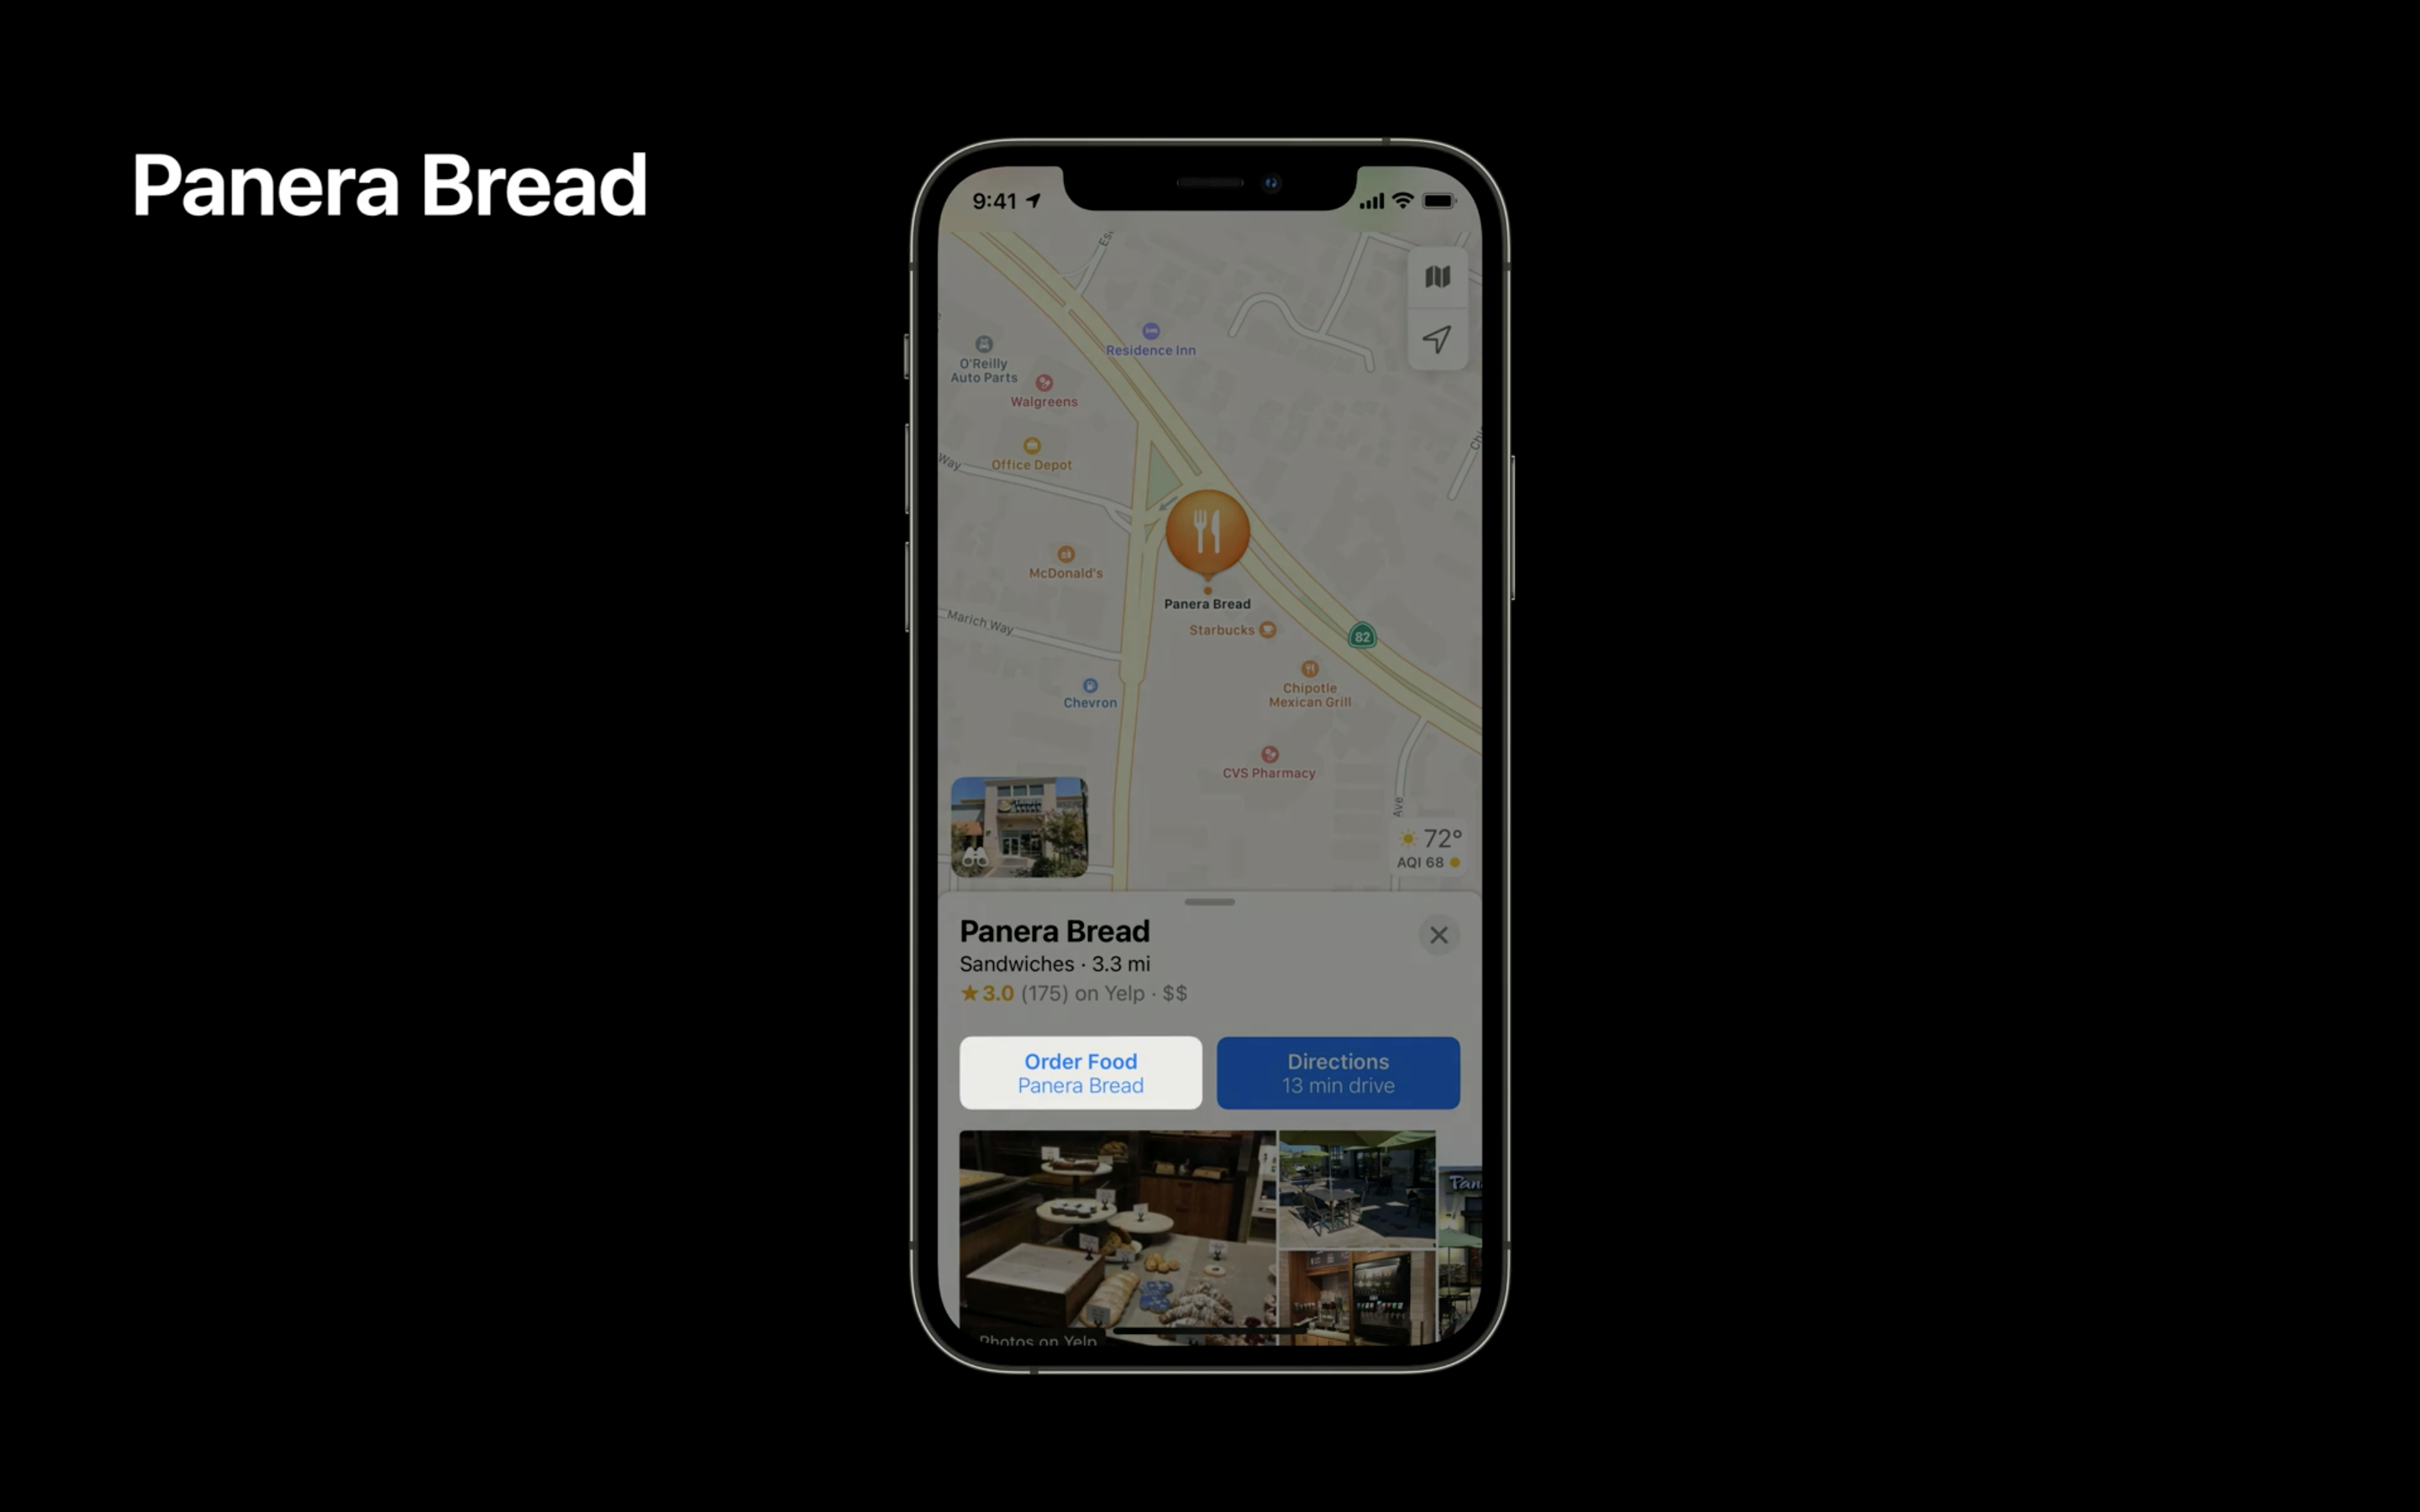 Panera Bread
9:41
Residence Inn
O'Reilly
Auto Parts
Walgreens
Office Depot
Way
McDonald's
Panera Bread
Starbucks
82
Marich Way
Chipotle
Mexican Grill
Chevron
CVS Pharmacy
Ave
72°
AQI 68
Panera Bread
Sandwiches · 3.3 mi
★3.0 (175) on Yelp · $$
Order Food
Panera Bread
Directions
13 min drive
Photos on Yelp